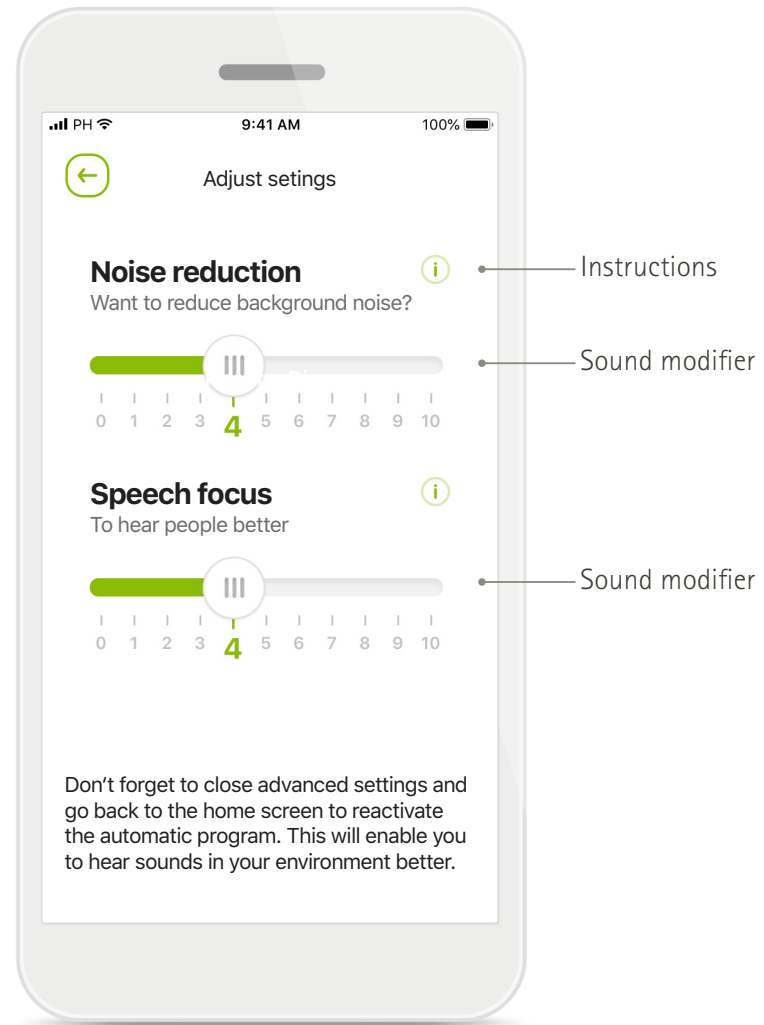 PH 9:41 AM 100%
Adjust setings
Noise reduction
Instructions
Want to reduce background noise?
Sound modifier
0 1 2 3 4 5 6 7 8 9 10
Speech focus
To hear people better
Sound modifier
0 1 2 3 4 5 6 7 8 9 10
Don't forget to close advanced settings and
go back to the home screen to reactivate
the automatic program. This will enable you
to hear sounds in your environment better.